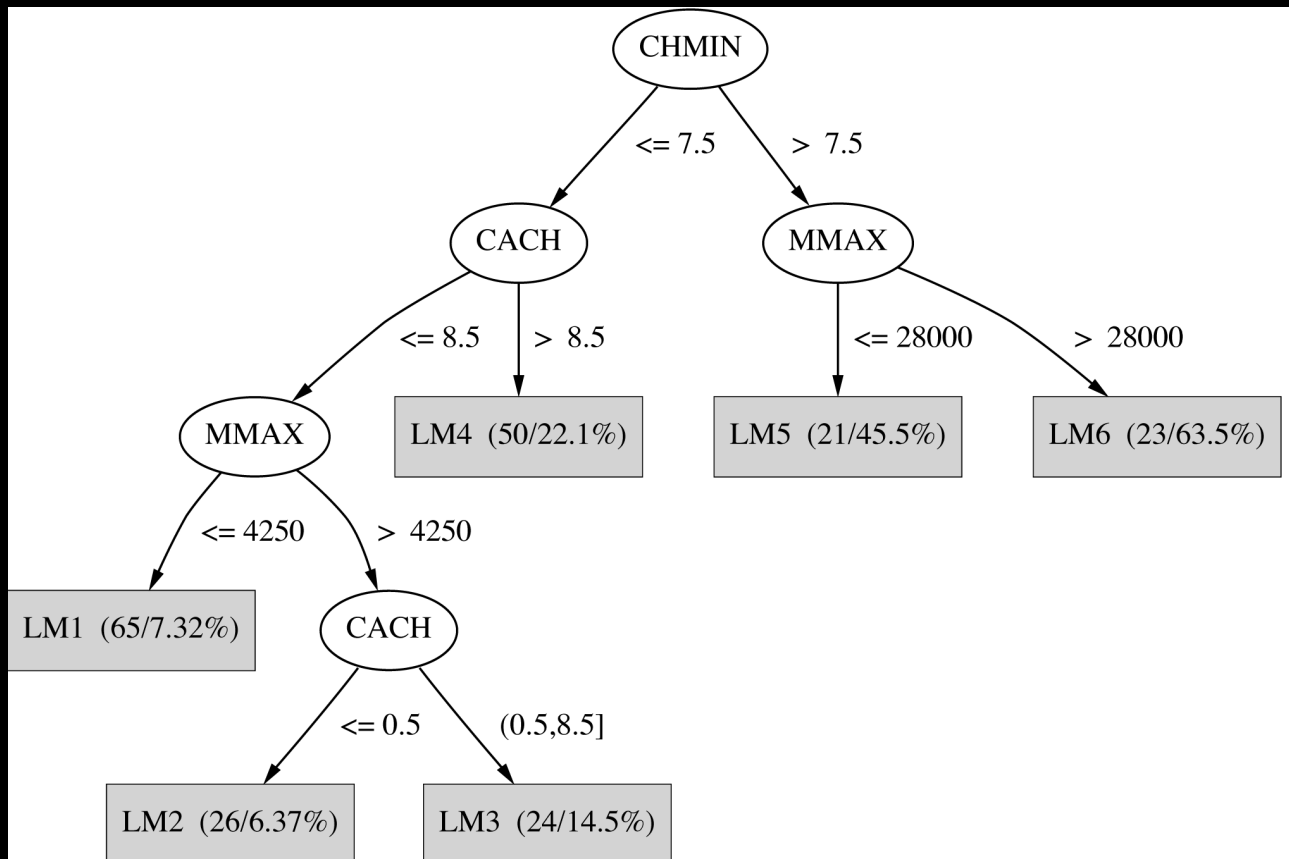 CHMIN
<= 7.5
> 7.5
CACH
MMAX
<= 8.5
> 8.5
<= 28000
> 28000
MMAX
LM4 (50/22.1%)
LM5 (21/45.5%)
LM6 (23/63.5%)
<= 4250
> 4250
LM1 (65/7.32%)
CACH
<= 0.5
(0.5,8.5]
LM2 (26/6.37%)
LM3 (24/14.5%)